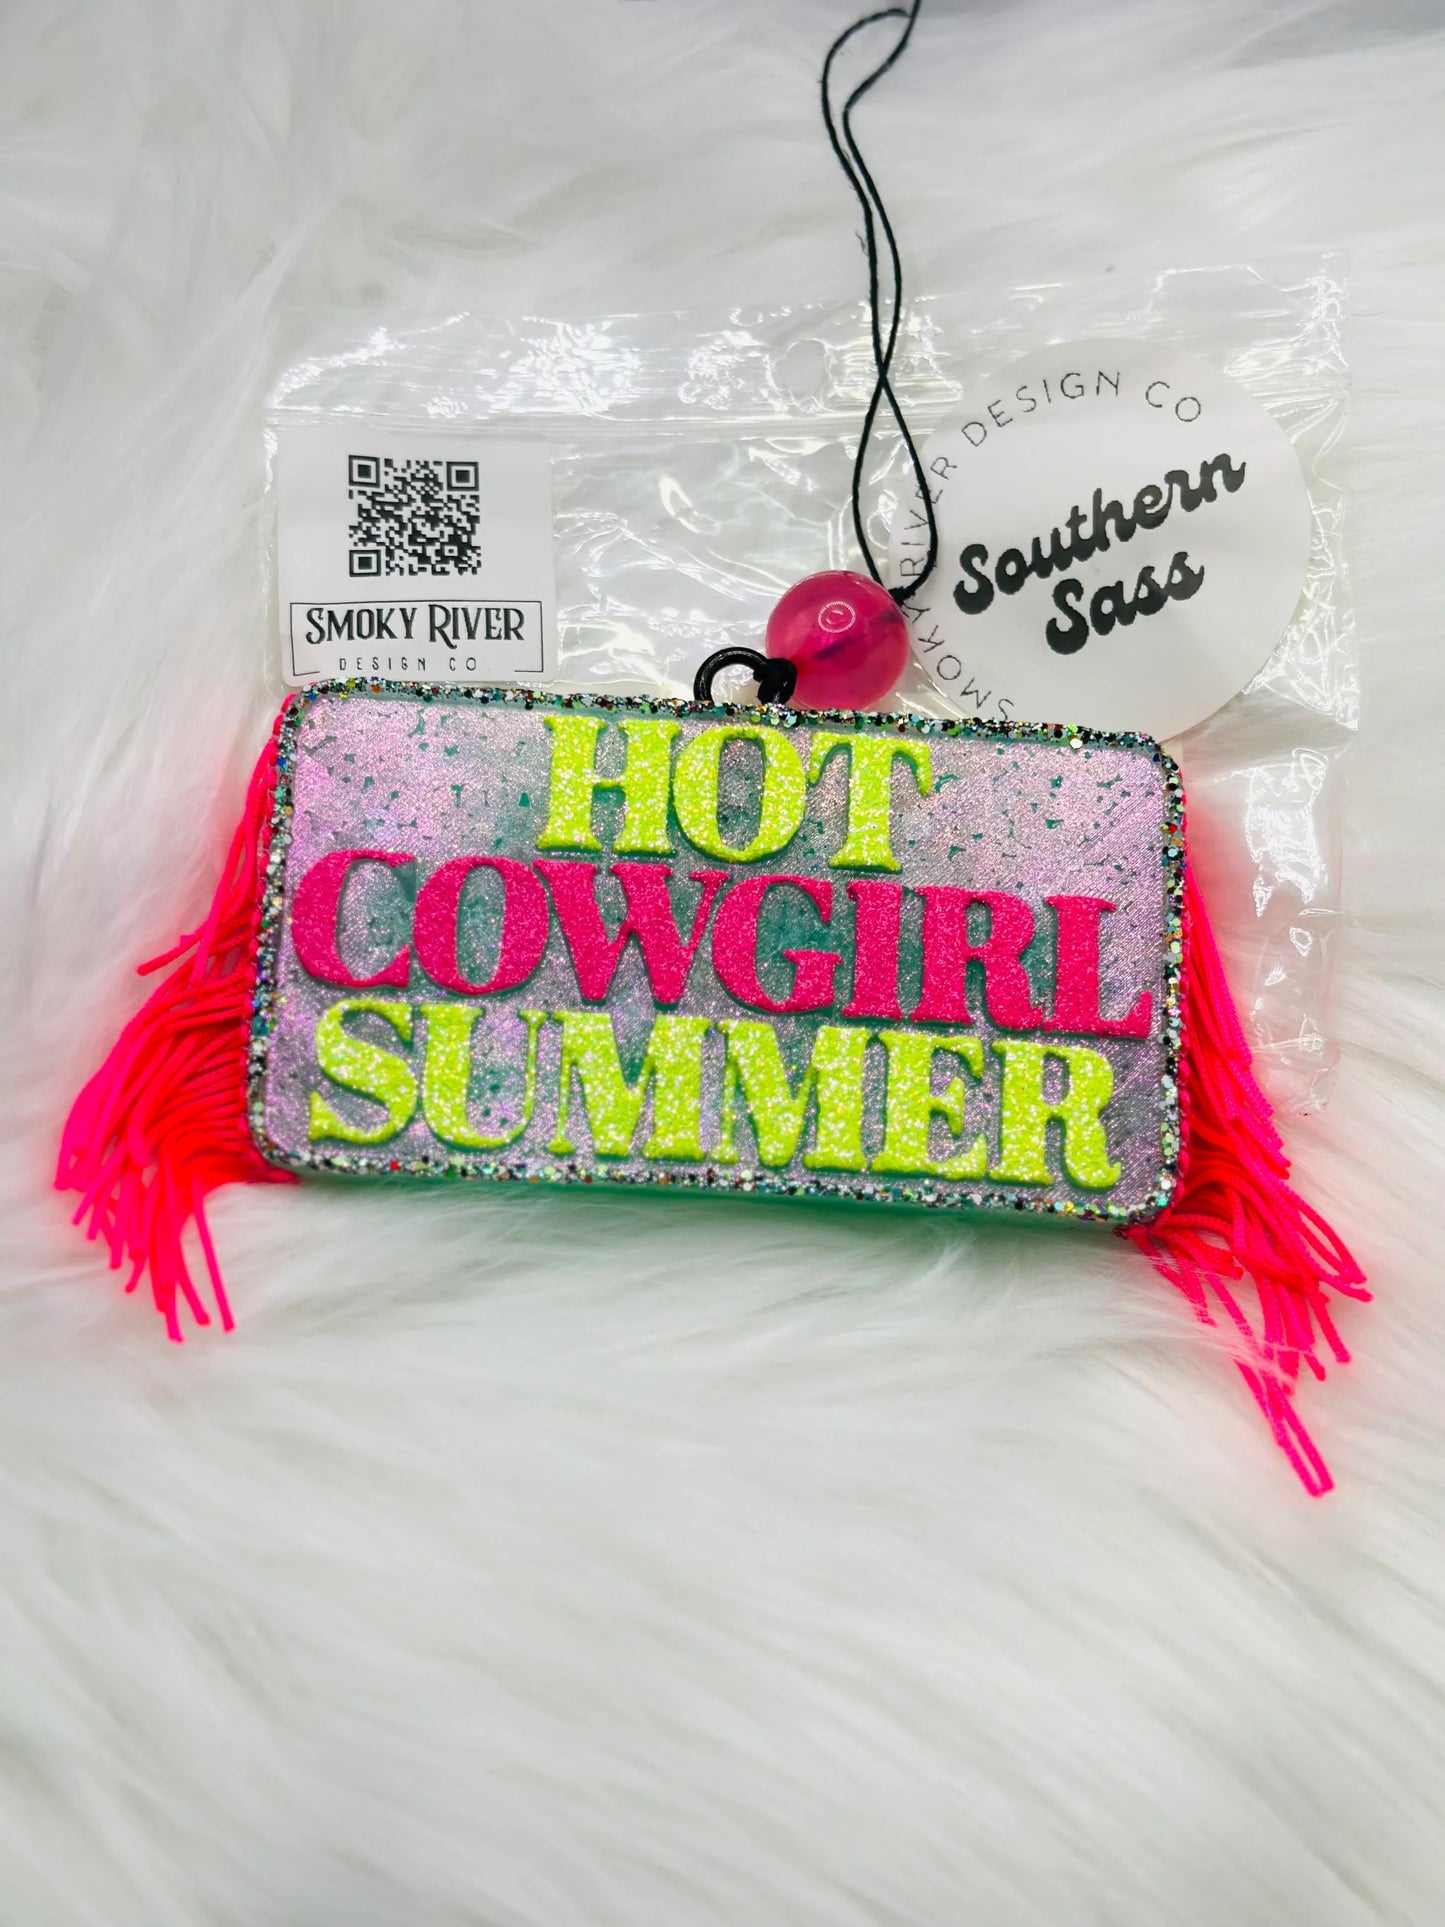 SMOKY RIVER
DESIGN CO.
SMOKY RIVER DESIGN CO
Southern
Sass
HOT
COWGIRL
SUMMER